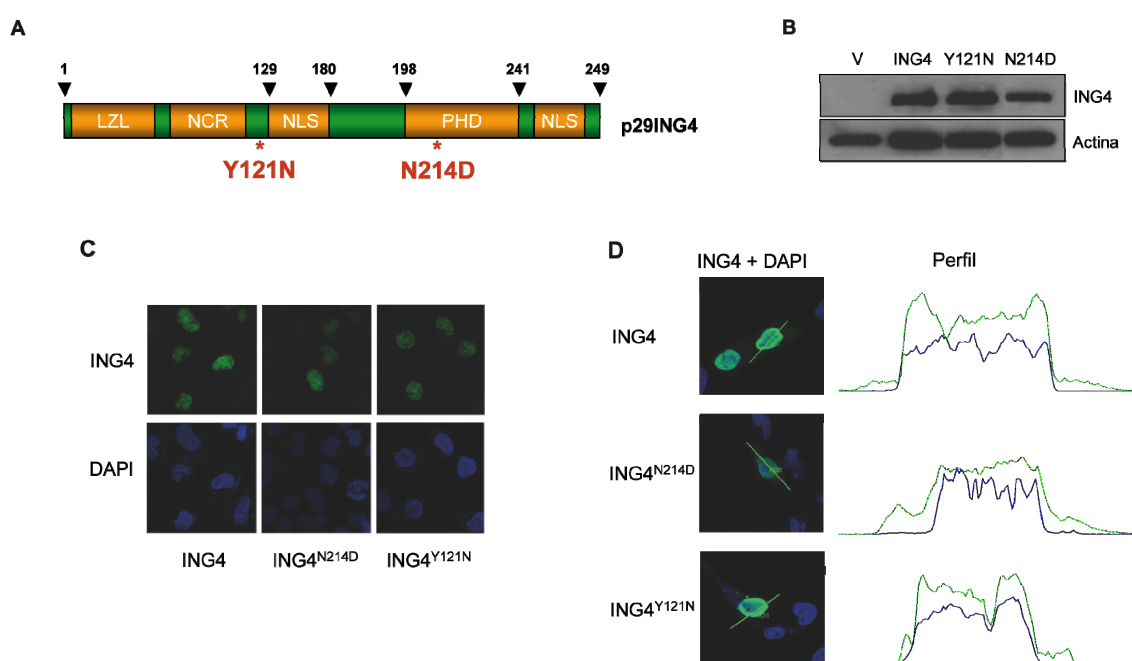 A
1 129 180 198 241 249
LZL NCR NLS PHD NLS
p29ING4
* *
Y121N N214D
B
V ING4 Y121N N214D
ING4
Actina
C
ING4
DAPI
ING4 ING4N214D ING4Y121N
D
ING4 + DAPI Perfil
ING4
ING4N214D
ING4Y121N